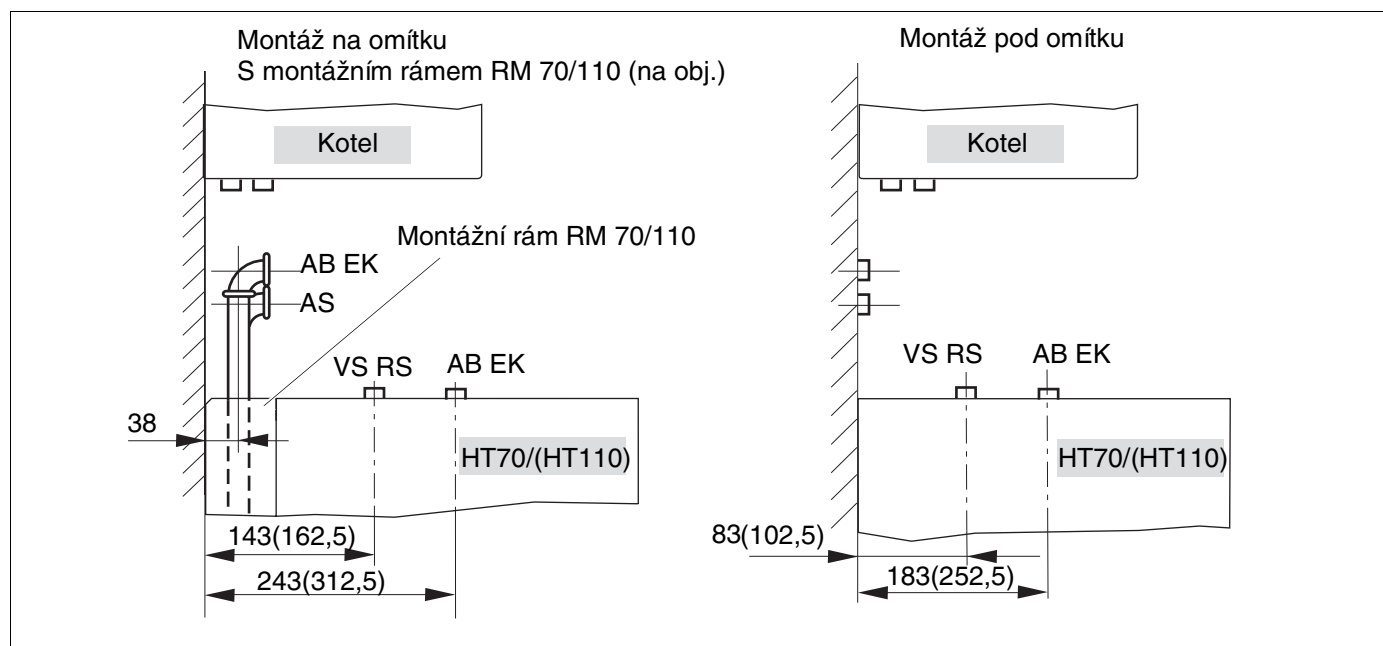 Montáž na omítku
S montážním rámem RM 70/110 (na obj.)
Kotel
Montážní rám RM 70/110
AB EK
AS
VS RS AB EK
38
HT70/(HT110)
143(162,5)
243(312,5)
Montáž pod omítku
Kotel
VS RS AB EK
HT70/(HT110)
83(102,5)
183(252,5)